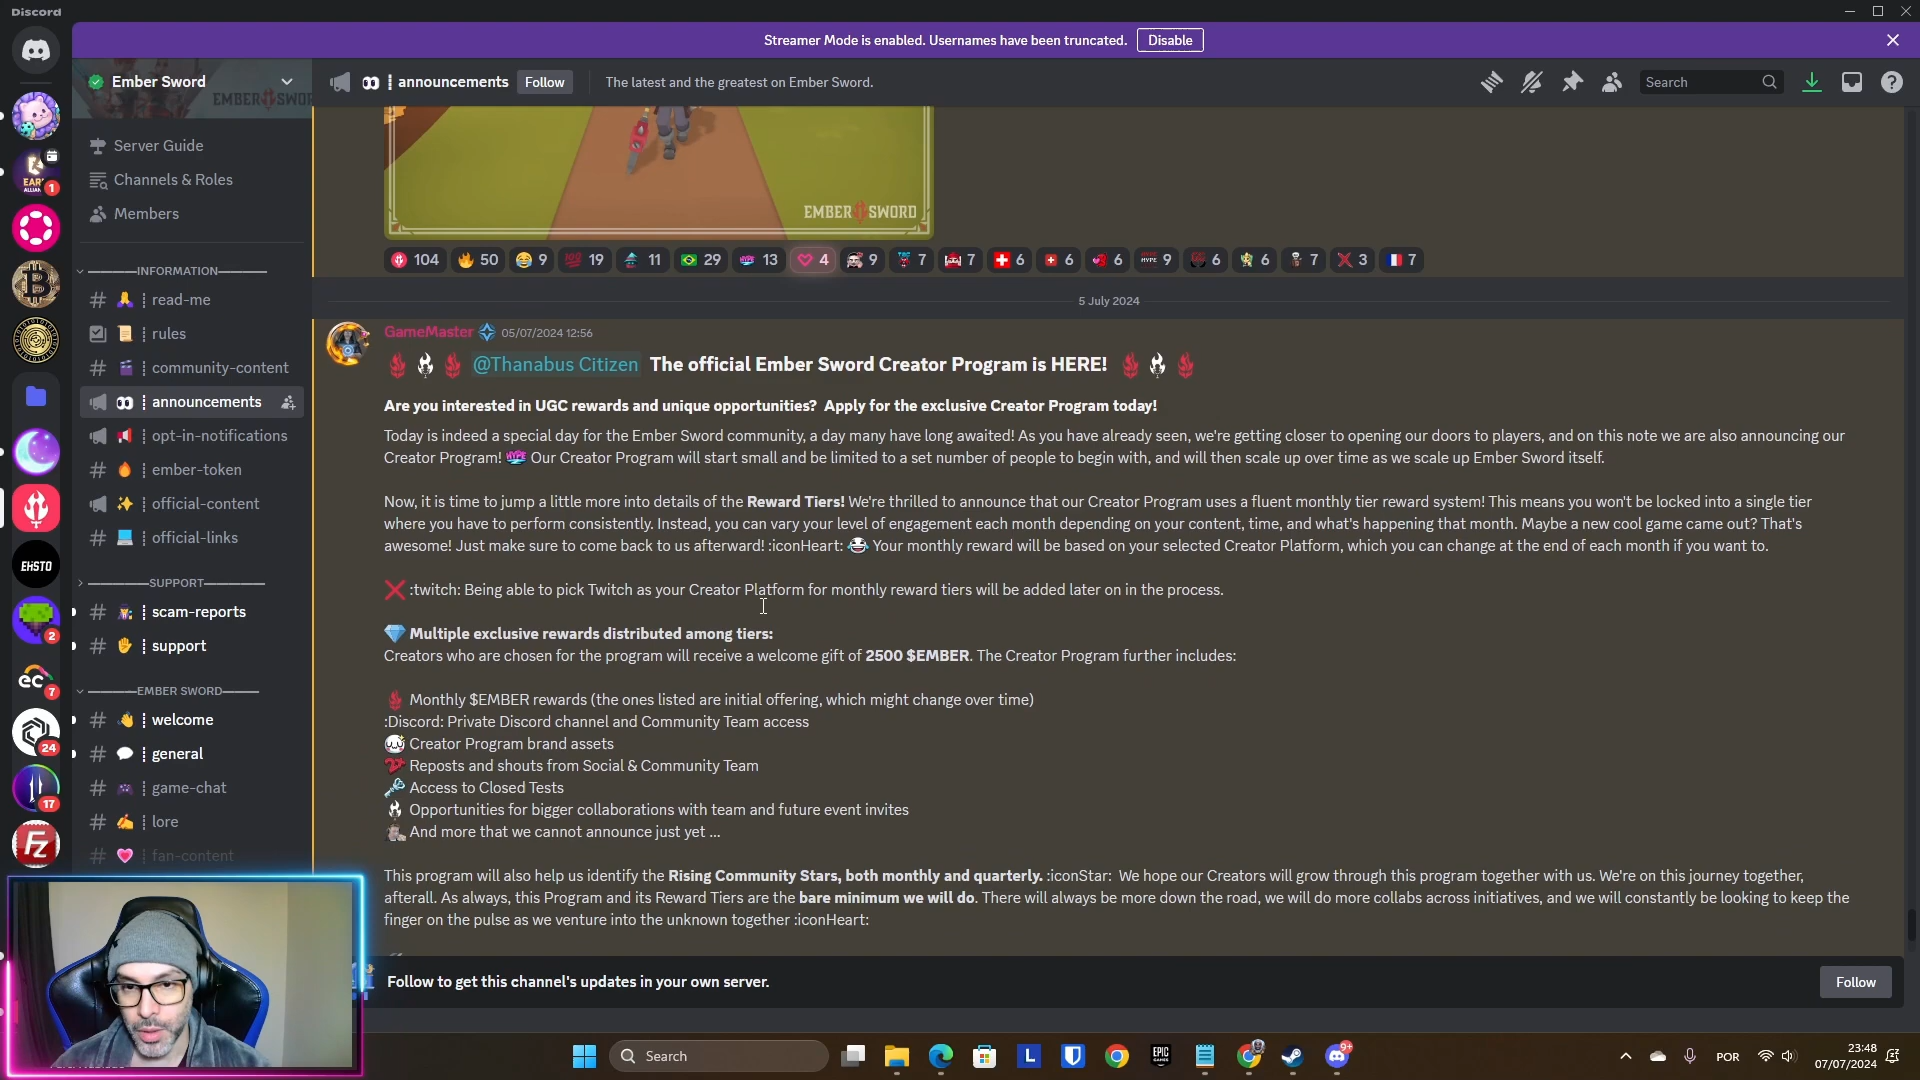 Discord
Streamer Mode is enabled. Usernames have been truncated.
Disable
Ember Sword
announcements
Follow
The latest and the greatest on Ember Sword.
Search
Server Guide
Channels & Roles
Members
INFORMATION
read-me
rules
community-content
announcements
opt-in-notifications
ember-token
official-content
official-links
SUPPORT
scam-reports
support
EMBER SWORD
welcome
general
game-chat
lore
fan-content
EARN
ALLIANCE
1
EHSTO
2
ec
7
24
17
FZ
EMBER SWORD
104 50 9 19 11 29 13 4 9 7 7 6 6 6 9 6 6 7 3 7
5 July 2024
GameMaster 05/07/2024 12:56
@Thanabus Citizen The official Ember Sword Creator Program is HERE!
Are you interested in UGC rewards and unique opportunities? Apply for the exclusive Creator Program today!
Today is indeed a special day for the Ember Sword community, a day many have long awaited! As you have already seen, we're getting closer to opening our doors to players, and on this note we are also announcing our
Creator Program! HYPE Our Creator Program will start small and be limited to a set number of people to begin with, and will then scale up over time as we scale up Ember Sword itself.
Now, it is time to jump a little more into details of the Reward Tiers! We're thrilled to announce that our Creator Program uses a fluent monthly tier reward system! This means you won't be locked into a single tier
where you have to perform consistently. Instead, you can vary your level of engagement each month depending on your content, time, and what's happening that month. Maybe a new cool game came out? That's
awesome! Just make sure to come back to us afterward! :iconHeart: 😂 Your monthly reward will be based on your selected Creator Platform, which you can change at the end of each month if you want to.
❌ :twitch: Being able to pick Twitch as your Creator Platform for monthly reward tiers will be added later on in the process.
💎 Multiple exclusive rewards distributed among tiers:
Creators who are chosen for the program will receive a welcome gift of 2500 $EMBER. The Creator Program further includes:
Monthly $EMBER rewards (the ones listed are initial offering, which might change over time)
:Discord: Private Discord channel and Community Team access
Creator Program brand assets
Reposts and shouts from Social & Community Team
Access to Closed Tests
Opportunities for bigger collaborations with team and future event invites
And more that we cannot announce just yet ...
This program will also help us identify the Rising Community Stars, both monthly and quarterly. :iconStar: We hope our Creators will grow through this program together with us. We're on this journey together,
afterall. As always, this Program and its Reward Tiers are the bare minimum we will do. There will always be more down the road, we will do more collabs across initiatives, and we will constantly be looking to keep the
finger on the pulse as we venture into the unknown together :iconHeart:
Follow to get this channel's updates in your own server.
Follow
Search
L
EPIC
GAMES
9+
POR
23:48
07/07/2024